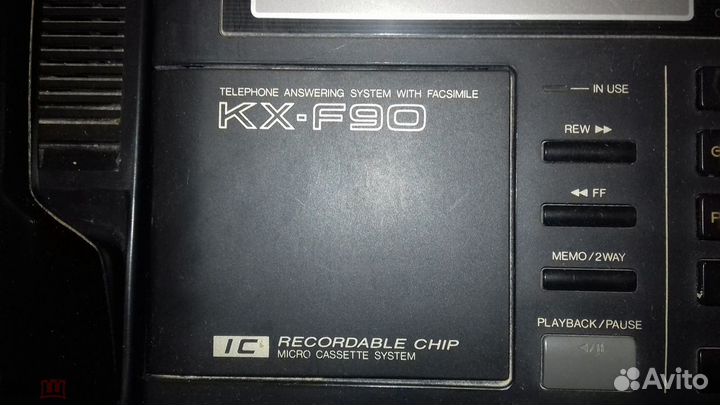 TELEPHONE ANSWERING SYSTEM WITH FACSIMILE
KX-F90
IC RECORDABLE CHIP
MICRO CASSETTE SYSTEM
IN USE
REW ▶▶
◀◀ FF
MEMO/2WAY
PLAYBACK/PAUSE
◁/II
Avito